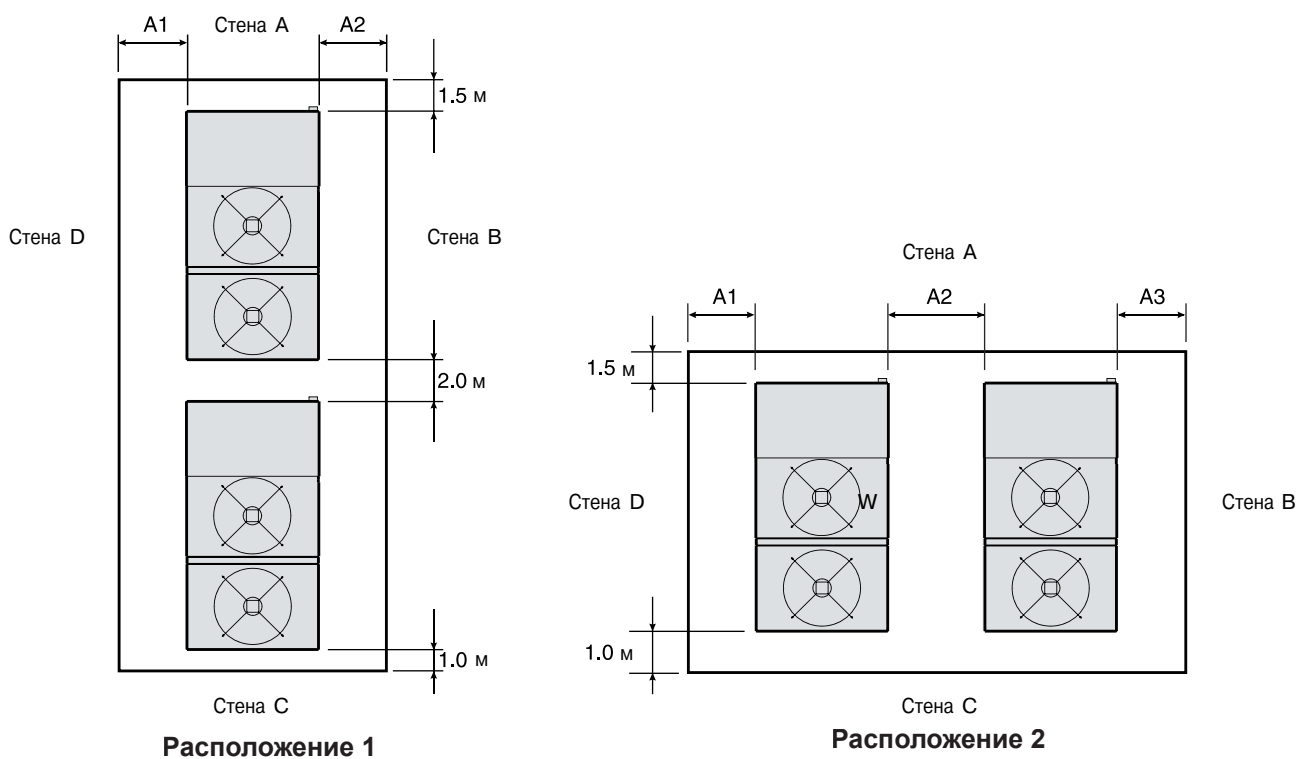 A1 Стена A A2
1.5 м
Стена D
Стена B
2.0 м
1.0 м
Стена C
Расположение 1
Стена A
A1 A2 A3
1.5 м
Стена D
W
Стена B
1.0 м
Стена C
Расположение 2